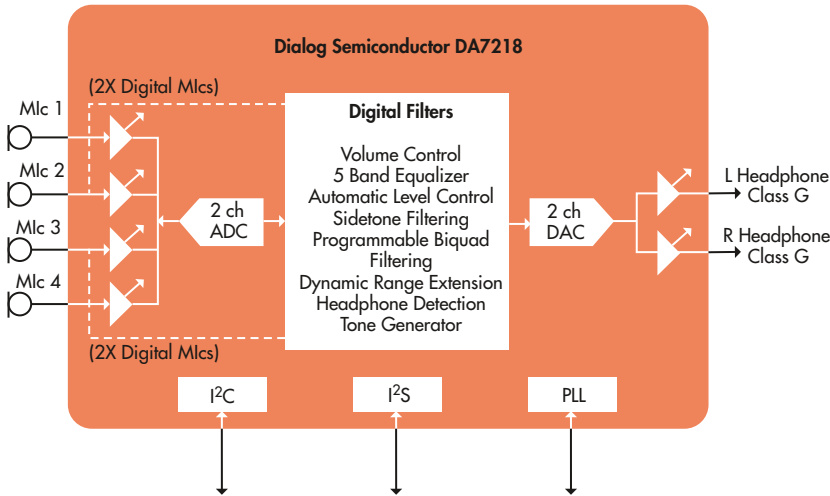 Dialog Semiconductor DA7218
(2X Digital MIcs)
MIc 1
MIc 2
MIc 3
MIc 4
(2X Digital MIcs)
2 ch
ADC
Digital Filters
Volume Control
5 Band Equalizer
Automatic Level Control
Sidetone Filtering
Programmable Biquad
Filtering
Dynamic Range Extension
Headphone Detection
Tone Generator
2 ch
DAC
L Headphone
Class G
R Headphone
Class G
I²C
I²S
PLL